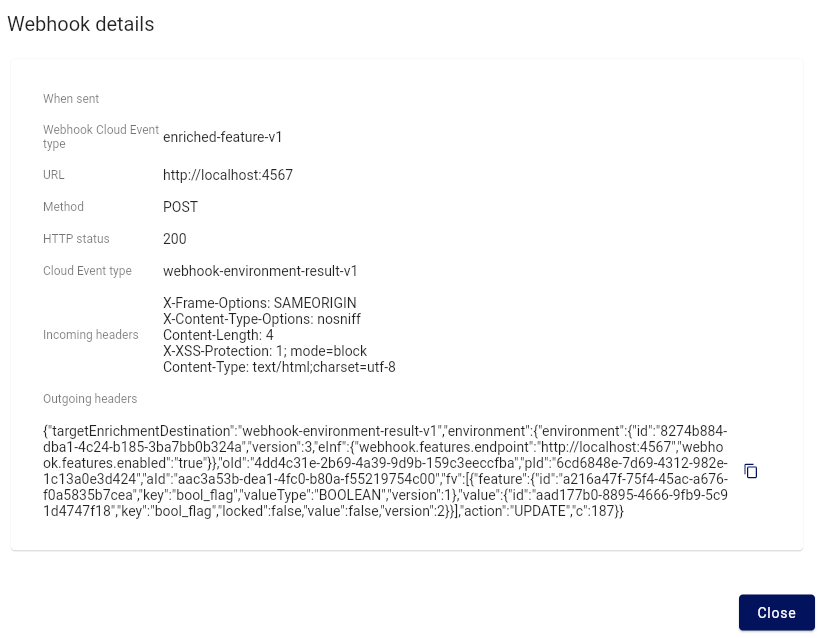 Webhook details
When sent
Webhook Cloud Event
type
enriched-feature-v1
URL
http://localhost:4567
Method
POST
HTTP status
200
Cloud Event type
webhook-environment-result-v1
Incoming headers
X-Frame-Options: SAMEORIGIN
X-Content-Type-Options: nosniff
Content-Length: 4
X-XSS-Protection: 1; mode=block
Content-Type: text/html;charset=utf-8
Outgoing headers
{"targetEnrichmentDestination":"webhook-environment-result-v1","environment":{"environment":{"id":"8274b884-
dba1-4c24-b185-3ba7bb0b324a","version":3,"eInf":{"webhook.features.endpoint":"http://localhost:4567","webho
ok.features.enabled":"true"}},"oId":"4dd4c31e-2b69-4a39-9d9b-159c3eeccfba","pId":"6cd6848e-7d69-4312-982e-
1c13a0e3d424","aId":"aac3a53b-dea1-4fc0-b80a-f55219754c00","fv":[{"feature":{"id":"a216a47f-75f4-45ac-a676-
f0a5835b7cea","key":"bool_flag","valueType":"BOOLEAN","version":1},"value":{"id":"aad177b0-8895-4666-9fb9-5c9
1d4747f18","key":"bool_flag","locked":false,"value":false,"version":2}}],"action":"UPDATE","c":187}}
Close